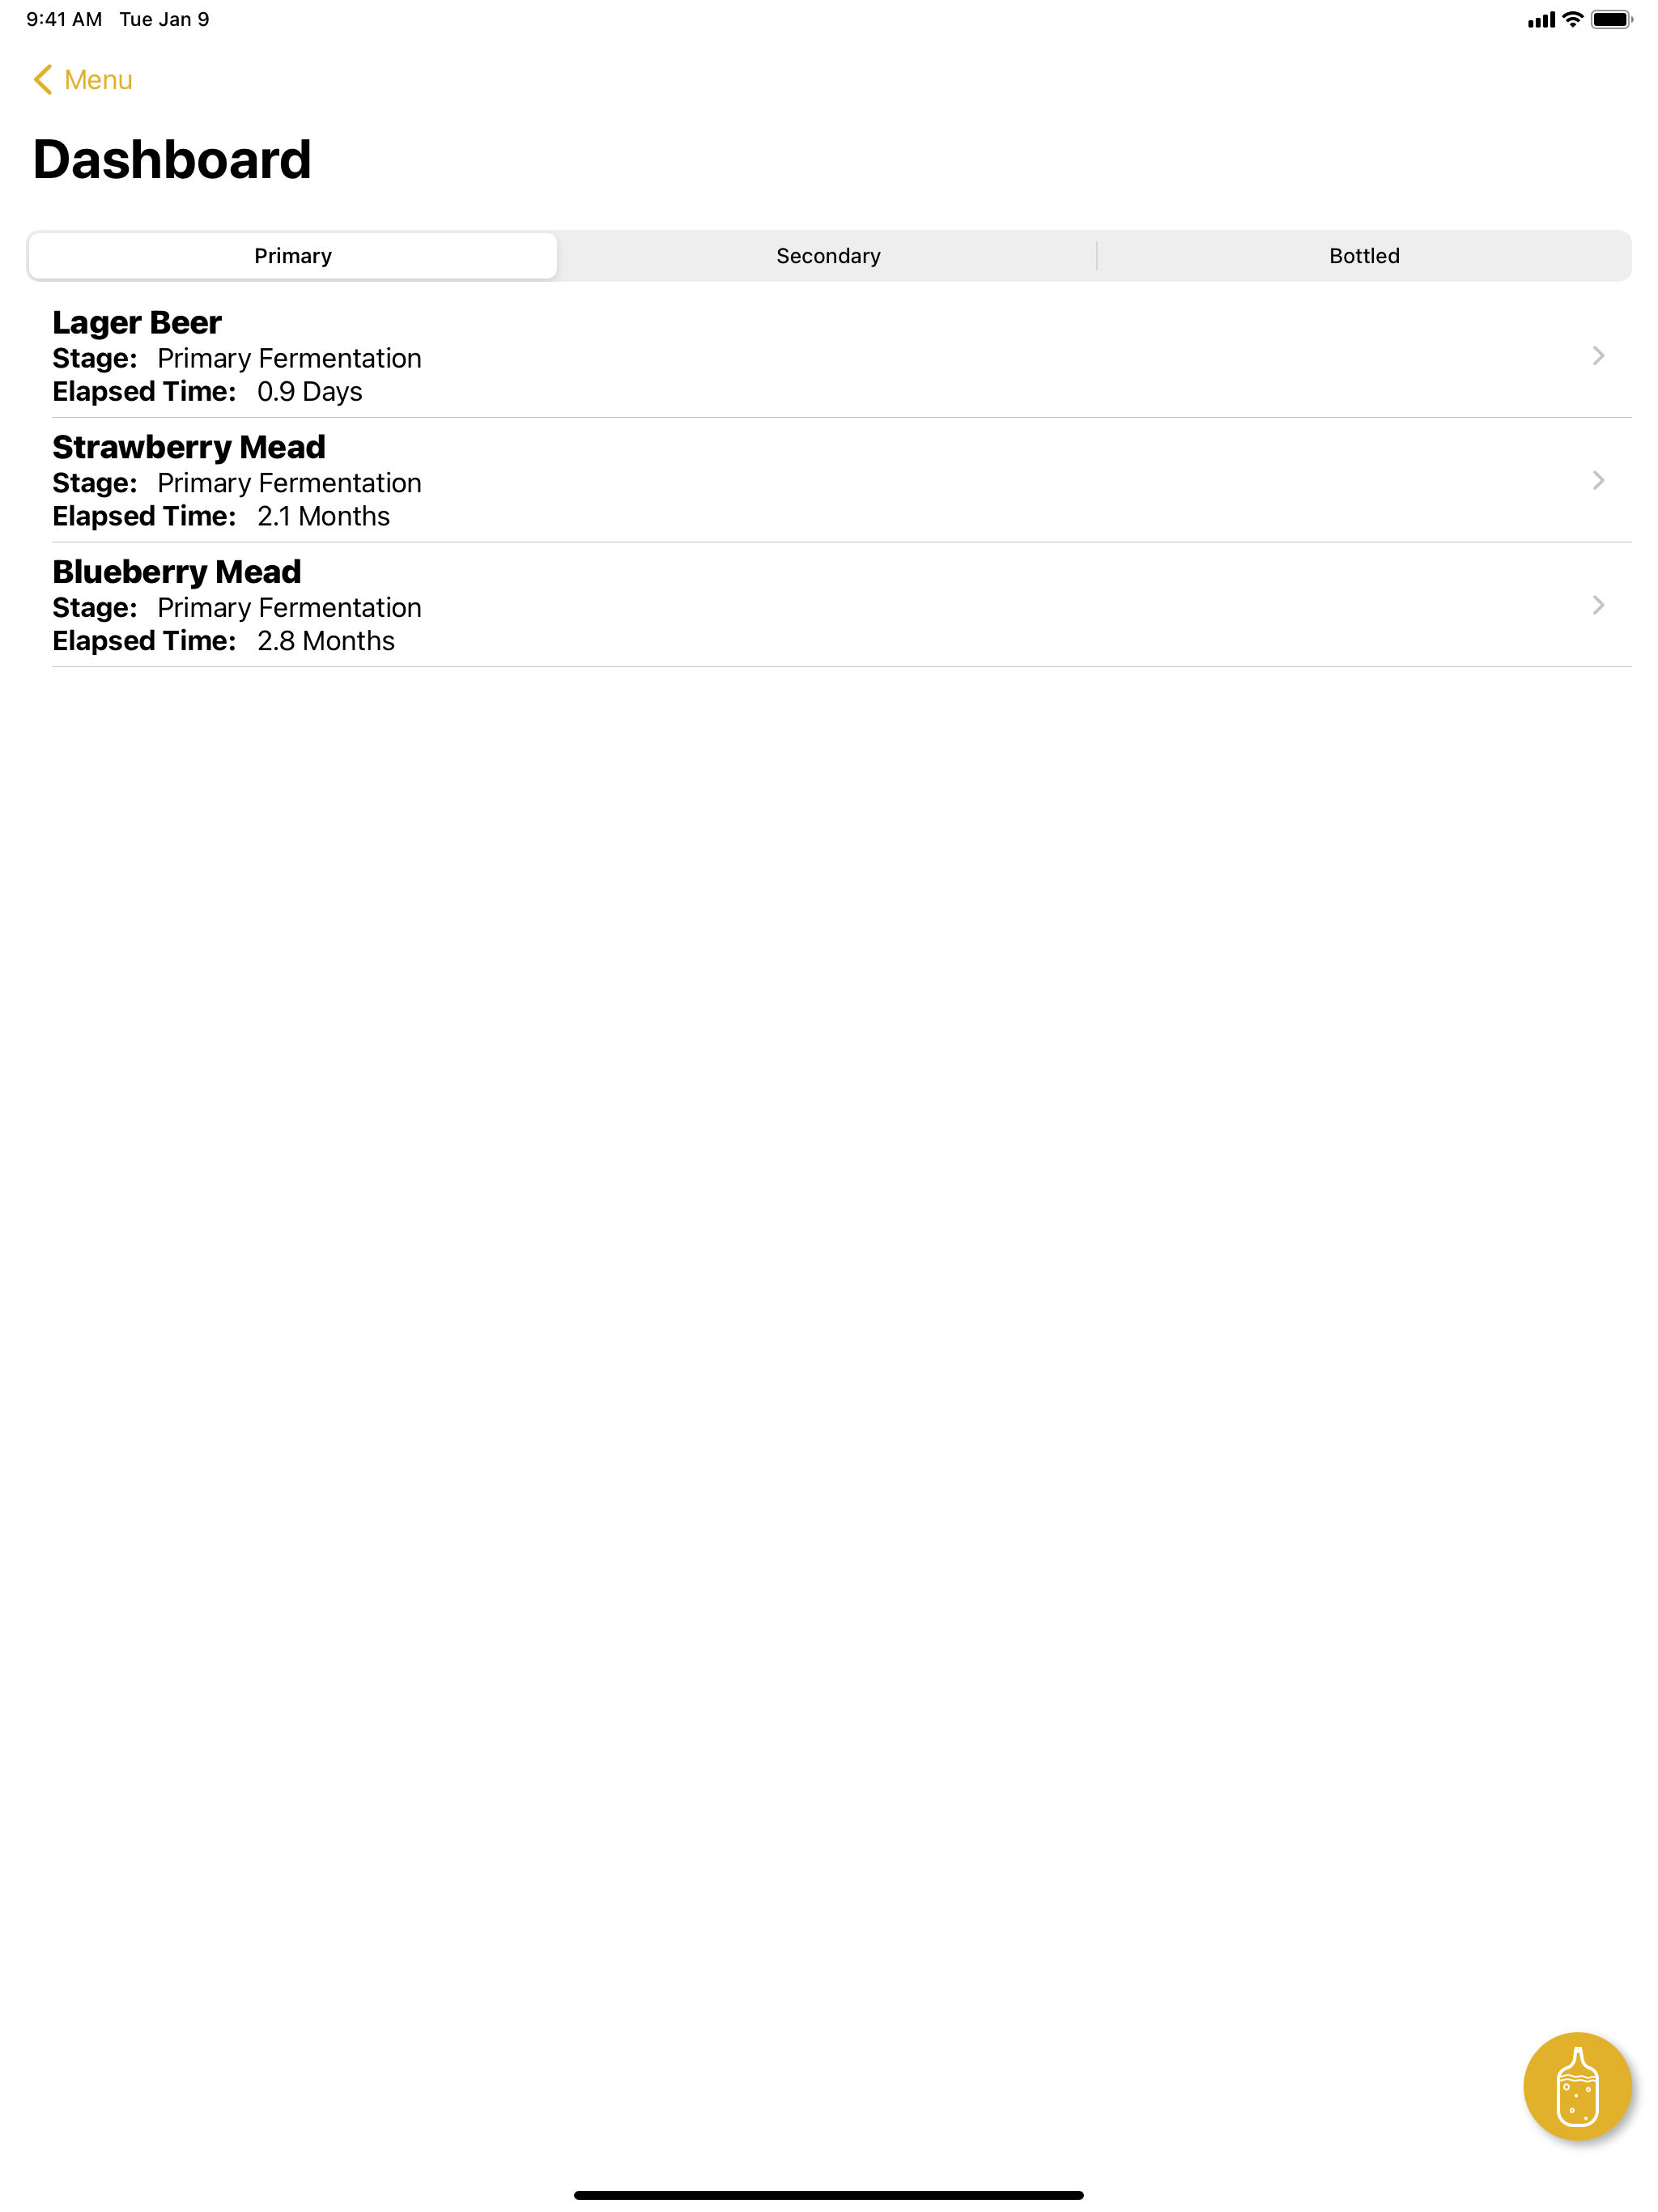 9:41 AM Tue Jan 9
Menu
Dashboard
Primary Secondary Bottled
Lager Beer
Stage: Primary Fermentation
Elapsed Time: 0.9 Days
Strawberry Mead
Stage: Primary Fermentation
Elapsed Time: 2.1 Months
Blueberry Mead
Stage: Primary Fermentation
Elapsed Time: 2.8 Months